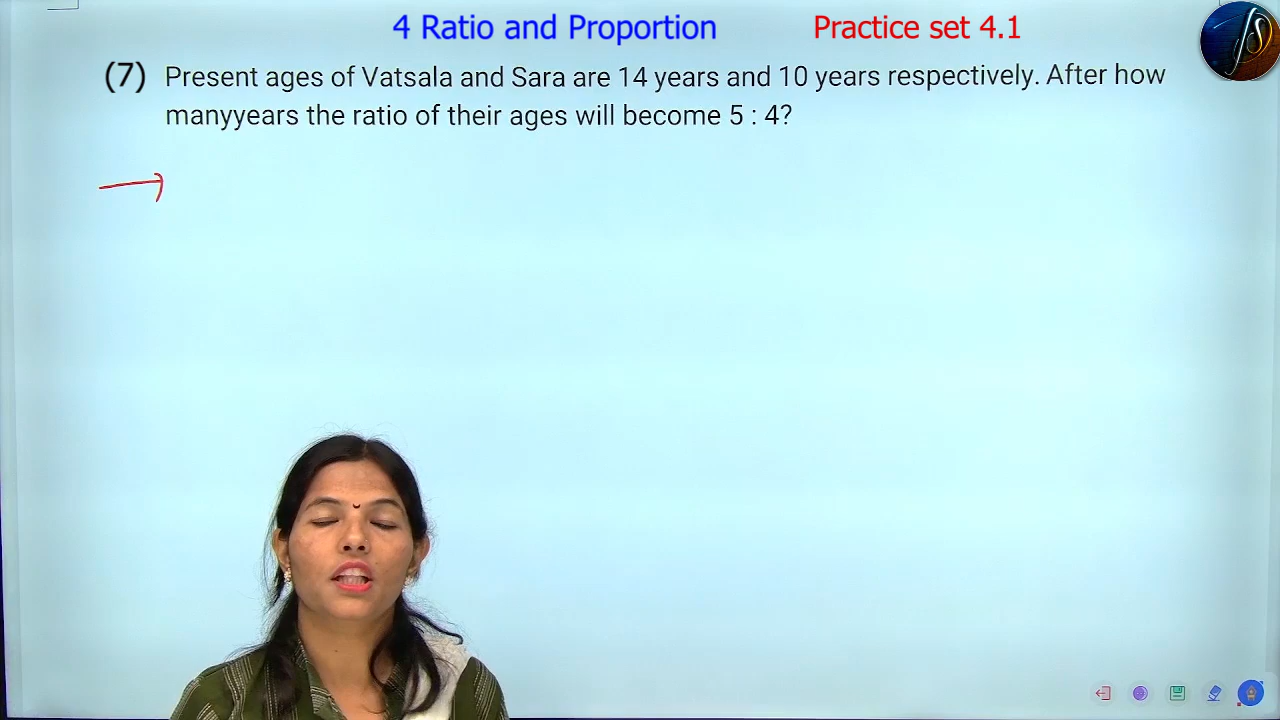 4 Ratio and Proportion Practice set 4.1
(7) Present ages of Vatsala and Sara are 14 years and 10 years respectively. After how
manyyears the ratio of their ages will become 5 : 4?